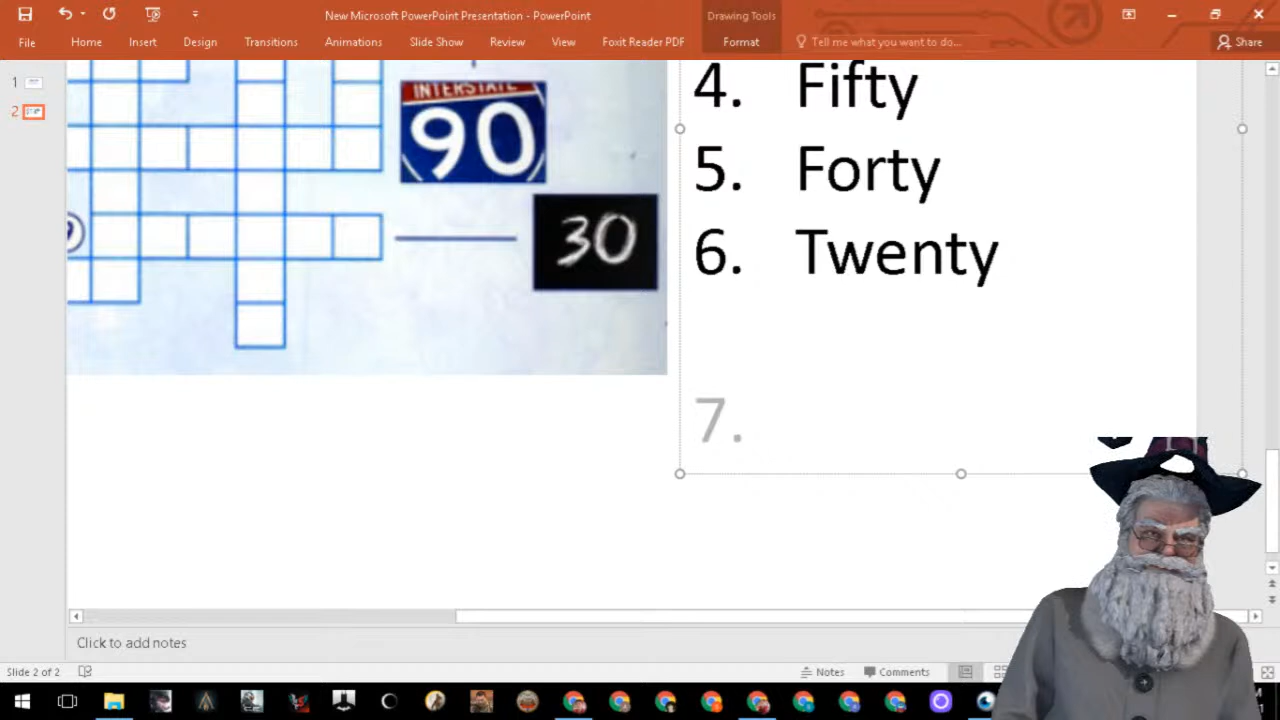 New Microsoft PowerPoint Presentation - PowerPoint
Drawing Tools
File
Home
Insert
Design
Transitions
Animations
Slide Show
Review
View
Foxit Reader PDF
Format
Tell me what you want to do...
Share
1
2
INTERSTATE
90
30
4. Fifty
5. Forty
6. Twenty
7.
Click to add notes
Slide 2 of 2
Notes
Comments